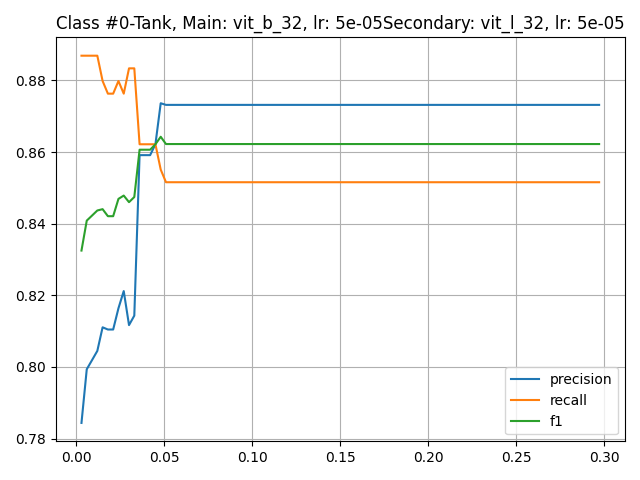 Class #0-Tank, Main: vit_b_32, lr: 5e-05Secondary: vit_l_32, lr: 5e-05
0.88
0.86
0.84
0.82
0.80
0.78
precision
recall
f1
0.00 0.05 0.10 0.15 0.20 0.25 0.30